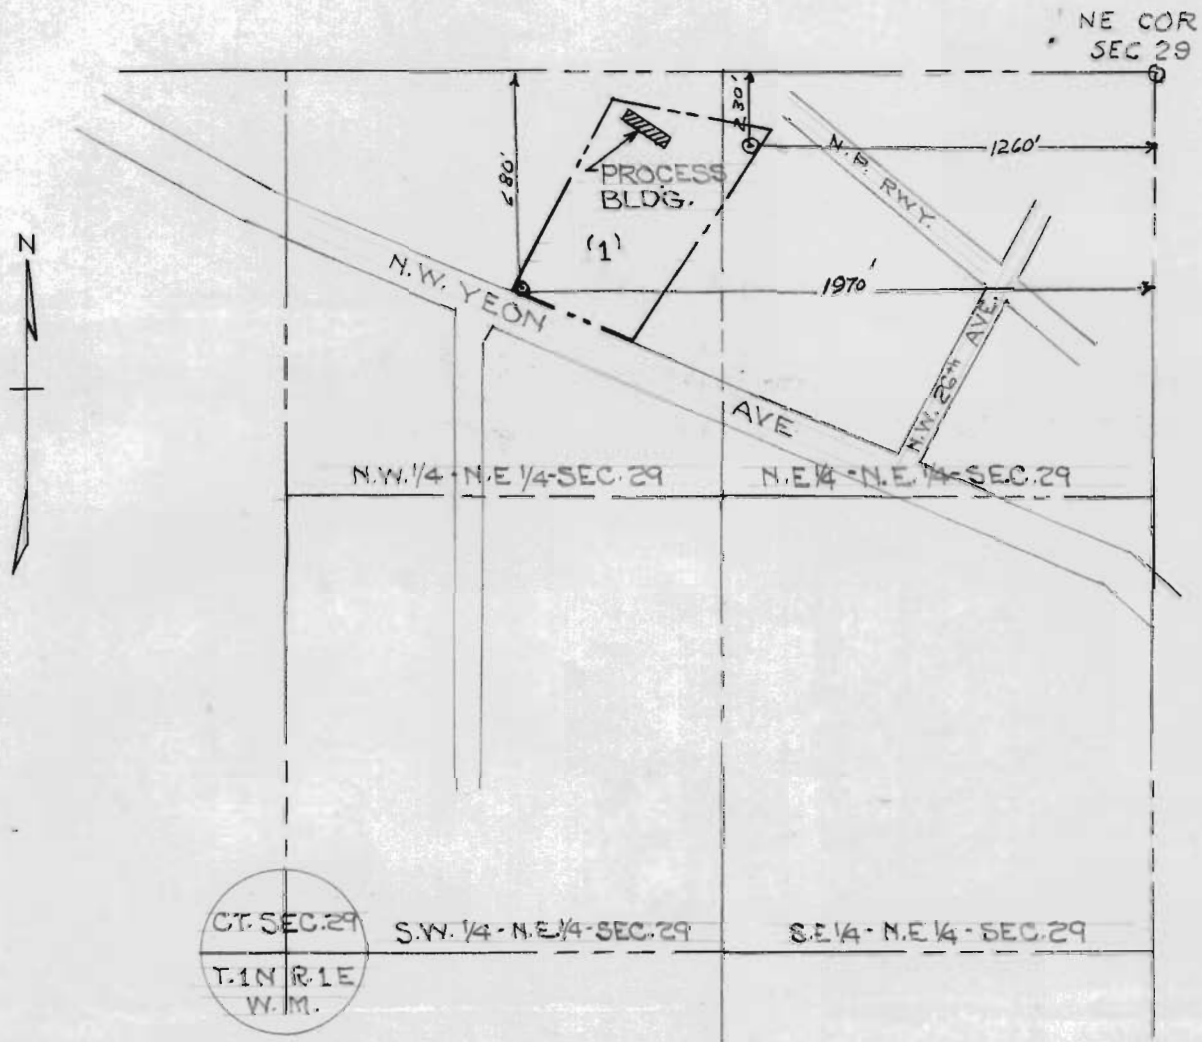 NE COR
SEC 29
230'
1260'
N.P. RWY.
680'
PROCESS
BLDG.
(1)
N
N.W. YEON
AVE
1970'
N.W. 26th AVE.
N.W. 1/4 - N.E 1/4 - SEC. 29
N.E 1/4 - N.E. 1/4 - SEC. 29
CT. SEC. 29
T.1N R.1E
W.M.
S.W. 1/4 - N.E. 1/4 - SEC. 29
S.E 1/4 - N.E 1/4 - SEC. 29